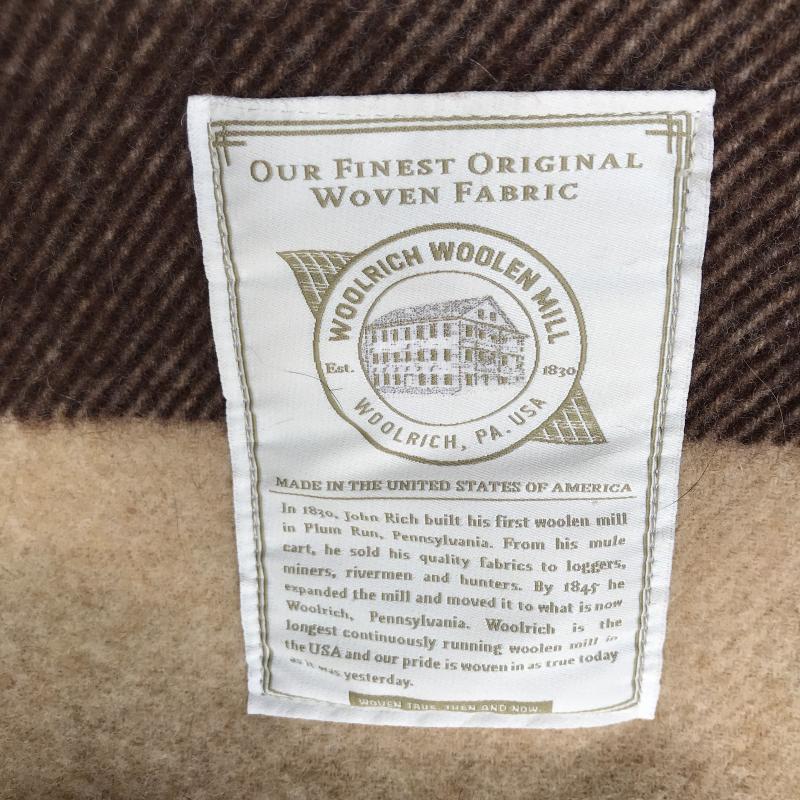 OUR FINEST ORIGINAL
WOVEN FABRIC
WOOLRICH WOOLEN MILL
Est. 1830
WOOLRICH, PA. USA
MADE IN THE UNITED STATES OF AMERICA
In 1830, John Rich built his first woolen mill
in Plum Run, Pennsylvania. From his mule
cart, he sold his quality fabrics to loggers,
miners, rivermen and hunters. By 1845 he
expanded the mill and moved it to what is now
Woolrich, Pennsylvania. Woolrich is the
longest continuously running woolen mill in
the USA and our pride is woven in as true today
as it was yesterday.
WOVEN TRUE, THEN AND NOW.